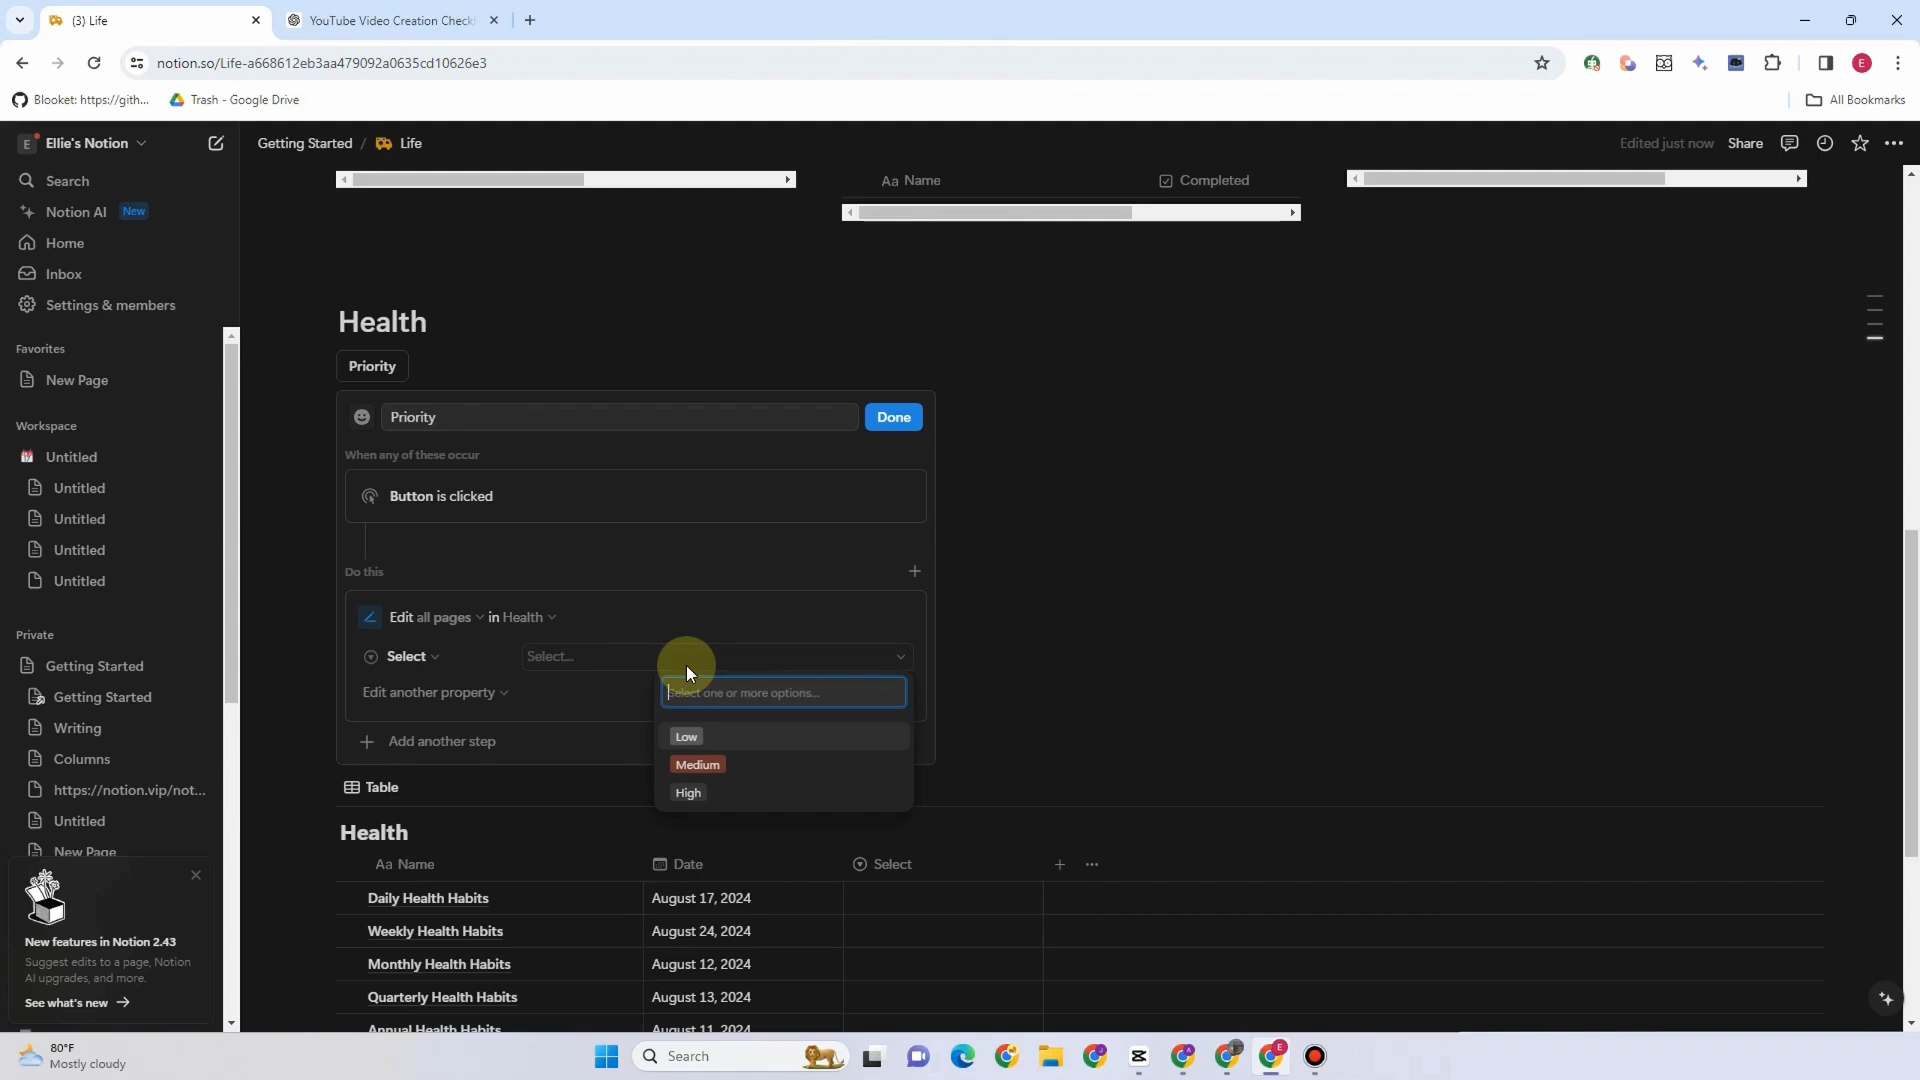 (3) Life
YouTube Video Creation Check
notion.so/Life-a668612eb3aa479092a0635cd10626e3
E
Blooket: https://gith...
Trash - Google Drive
All Bookmarks
E Ellie's Notion
Getting Started / Life
Edited just now Share
Search
Notion AI New
Home
Inbox
Settings & members
Favorites
New Page
Workspace
Untitled
Untitled
Untitled
Untitled
Untitled
Private
Getting Started
Getting Started
Writing
Columns
https://notion.vip/not...
Untitled
New Page
New features in Notion 2.43
Suggest edits to a page, Notion
AI upgrades, and more.
See what's new →
Aa Name
Completed
Health
Priority
Priority
Done
When any of these occur
Button is clicked
Do this
Edit all pages in Health
Select
Select...
Edit another property
Select one or more options...
Low
Medium
High
Add another step
Table
Health
Aa Name Date Select
Daily Health Habits August 17, 2024
Weekly Health Habits August 24, 2024
Monthly Health Habits August 12, 2024
Quarterly Health Habits August 13, 2024
Annual Health Habits August 11, 2024
80°F
Mostly cloudy
Search